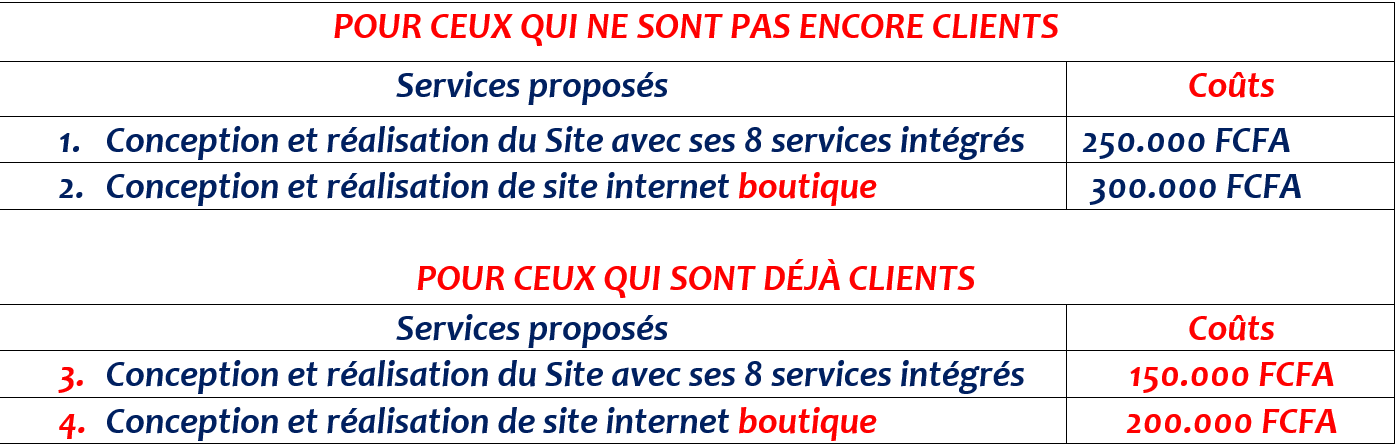 POUR CEUX QUI NE SONT PAS ENCORE CLIENTS
Services proposés Coûts
1. Conception et réalisation du Site avec ses 8 services intégrés 250.000 FCFA
2. Conception et réalisation de site internet boutique 300.000 FCFA
POUR CEUX QUI SONT DÉJÀ CLIENTS
Services proposés Coûts
3. Conception et réalisation du Site avec ses 8 services intégrés 150.000 FCFA
4. Conception et réalisation de site internet boutique 200.000 FCFA